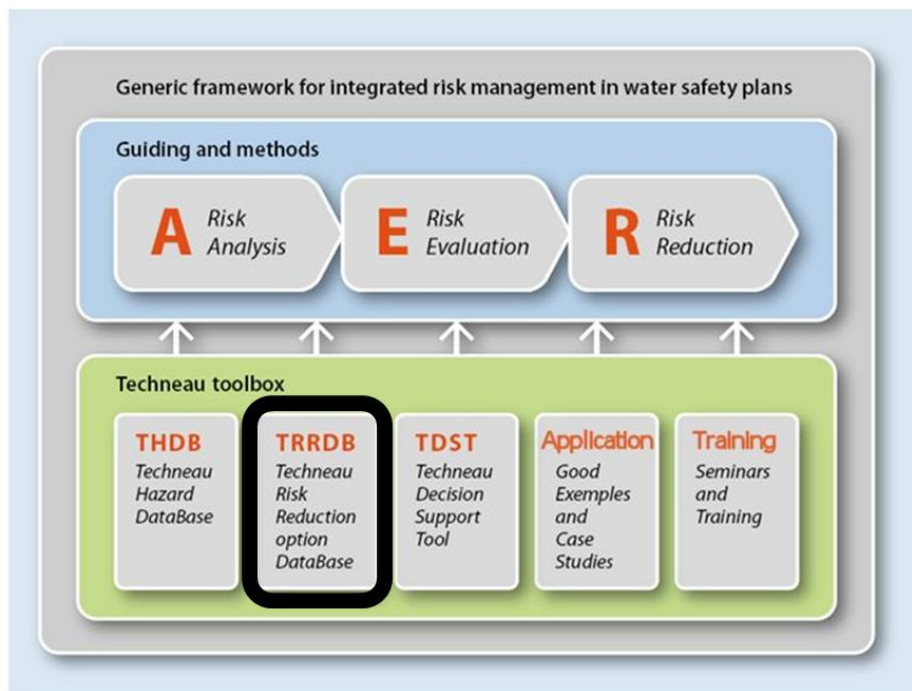 Generic framework for integrated risk management in water safety plans
Guiding and methods
A
Risk
Analysis
E
Risk
Evaluation
R
Risk
Reduction
Techneau toolbox
THDB
Techneau
Hazard
DataBase
TRRDB
Techneau
Risk
Reduction
option
DataBase
TDST
Techneau
Decision
Support
Tool
Application
Good
Exemples
and
Case
Studies
Training
Seminars
and
Training